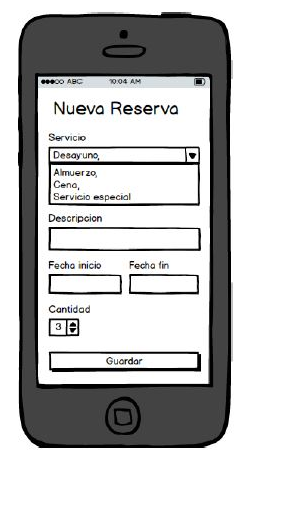 ABC 10:04 AM
Nueva Reserva
Servicio
Desayuno,
Almuerzo,
Cena,
Servicio especial
Descripcion
Fecha inicio Fecha fin
Cantidad
3
Guardar